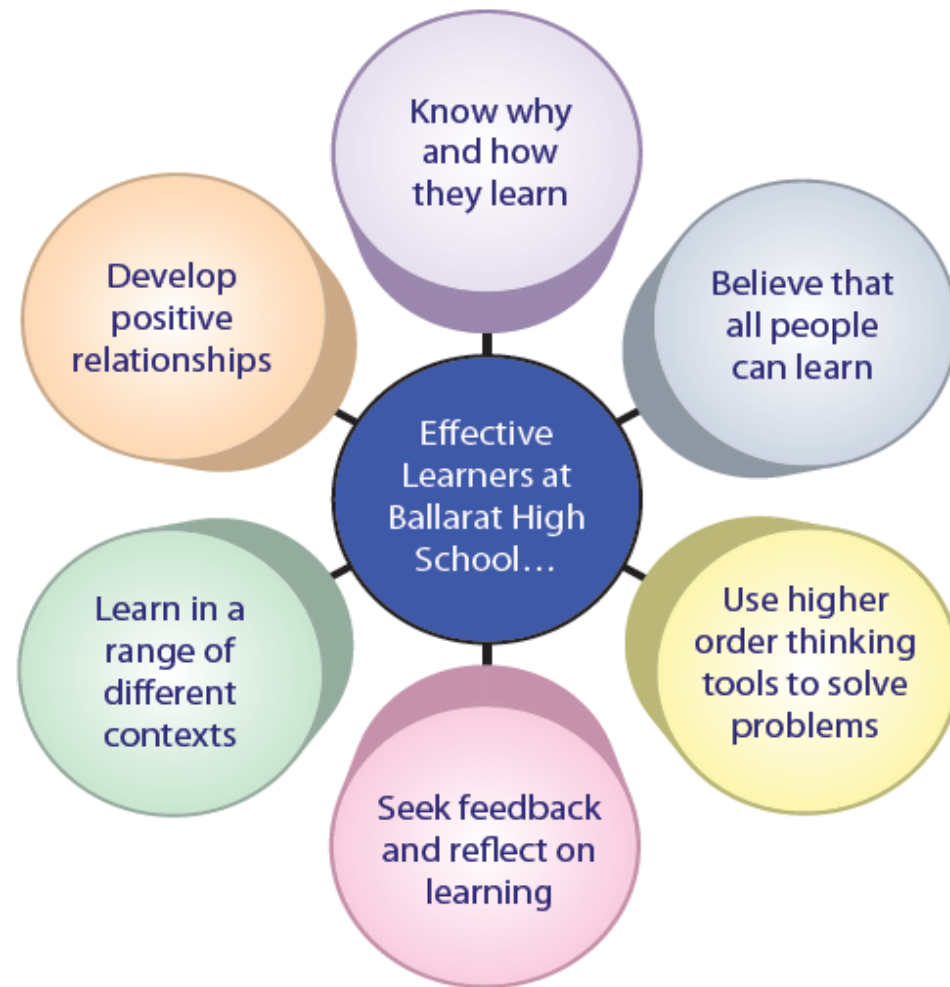 Know why
and how
they learn
Believe that
all people
can learn
Use higher
order thinking
tools to solve
problems
Seek feedback
and reflect on
learning
Learn in a
range of
different
contexts
Develop
positive
relationships
Effective
Learners at
Ballarat High
School...